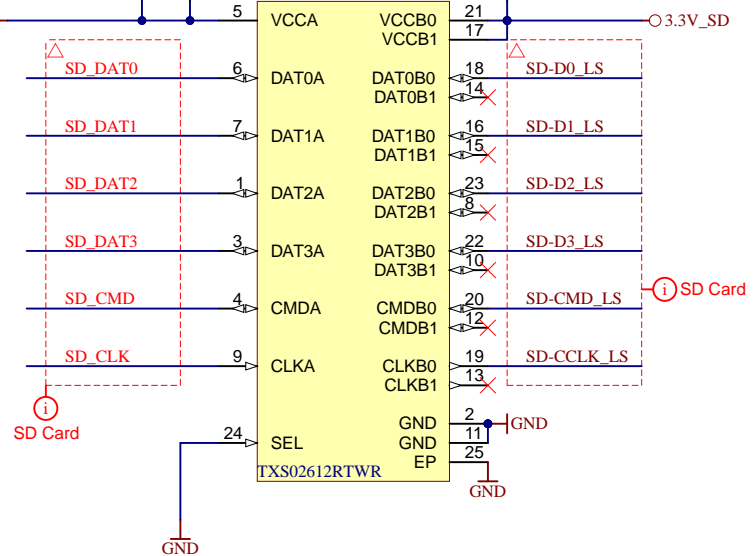 5 VCCA VCCB0 21 3.3V_SD
VCCB1 17
SD_DAT0 6 DAT0A DAT0B0 18 SD-D0_LS
DAT0B1 14
SD_DAT1 7 DAT1A DAT1B0 16 SD-D1_LS
DAT1B1 15
SD_DAT2 1 DAT2A DAT2B0 23 SD-D2_LS
DAT2B1 8
SD_DAT3 3 DAT3A DAT3B0 22 SD-D3_LS
DAT3B1 10
i SD Card
SD_CMD 4 CMDA CMDB0 20 SD-CMD_LS
CMDB1 12
SD_CLK 9 CLKA CLKB0 19 SD-CCLK_LS
CLKB1 13
i
SD Card
GND 2 GND
24 SEL GND 11
EP 25
TXS02612RTWR
GND
GND